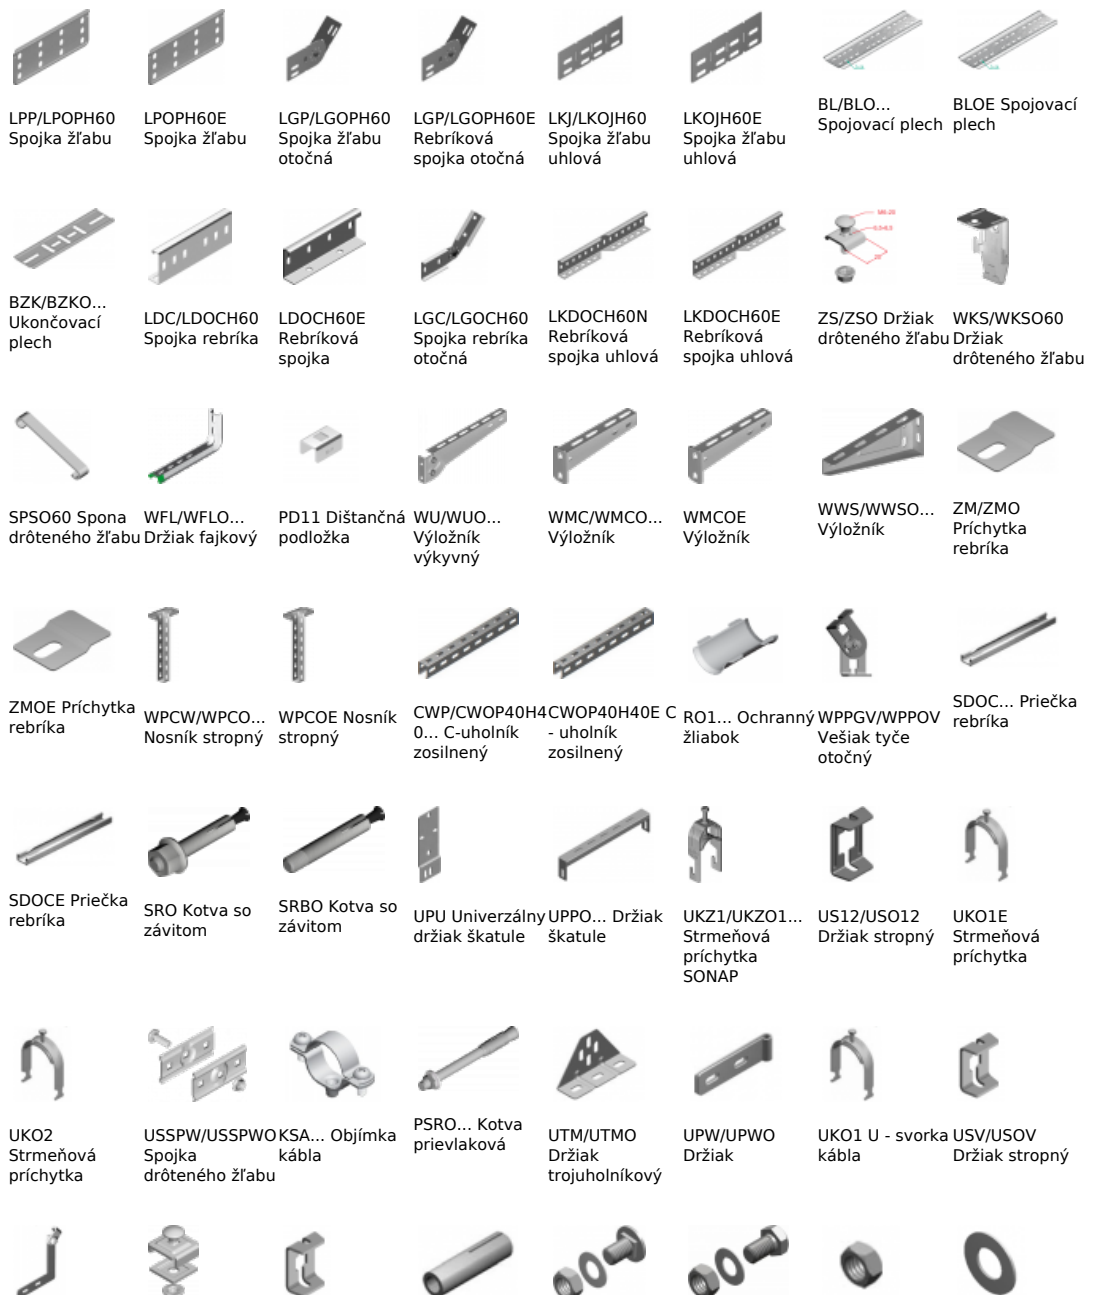 LPP/LPOPH60
Spojka žľabu
LPOPH60E
Spojka žľabu
LGP/LGOPH60
Spojka žľabu
otočná
LGP/LGOPH60E
Rebríková
spojka otočná
LKJ/LKOJH60
Spojka žľabu
uhlová
LKOJH60E
Spojka žľabu
uhlová
BL/BLO...
Spojovací plech
BLOE Spojovací
plech
BZK/BZKO...
Ukončovací
plech
LDC/LDOCH60
Spojka rebríka
LDOCH60E
Rebríková
spojka
LGC/LGOCH60
Spojka rebríka
otočná
LKDOCH60N
Rebríková
spojka uhlová
LKDOCH60E
Rebríková
spojka uhlová
ZS/ZSO Držiak
drôteného žľabu
WKS/WKSO60
Držiak
drôteného žľabu
SPSO60 Spona
drôteného žľabu
WFL/WFLO...
Držiak fajkový
PD11 Dištančná
podložka
WU/WUO...
Výložník
výkyvný
WMC/WMCO...
Výložník
WMCOE
Výložník
WWS/WWSO...
Výložník
ZM/ZMO
Príchytka
rebríka
ZMOE Príchytka
rebríka
WPCW/WPCO...
Nosník stropný
WPCOE Nosník
stropný
CWP/CWOP40H4
0... C-uholník
zosilnený
CWOP40H40E C
- uholník
zosilnený
RO1... Ochranný
žliabok
WPPGV/WPPOV
Vešiak tyče
otočný
SDOC... Priečka
rebríka
SDOCE Priečka
rebríka
SRO Kotva so
závitom
SRBO Kotva so
závitom
UPU Univerzálny
držiak škatule
UPPO... Držiak
škatule
UKZ1/UKZO1...
Strmeňová
príchytka
SONAP
US12/USO12
Držiak stropný
UKO1E
Strmeňová
príchytka
UKO2
Strmeňová
príchytka
USSPW/USSPWO
Spojka
drôteného žľabu
KSA... Objímka
kábla
PSRO... Kotva
prievlaková
UTM/UTMO
Držiak
trojuholníkový
UPW/UPWO
Držiak
UKO1 U - svorka
kábla
USV/USOV
Držiak stropný